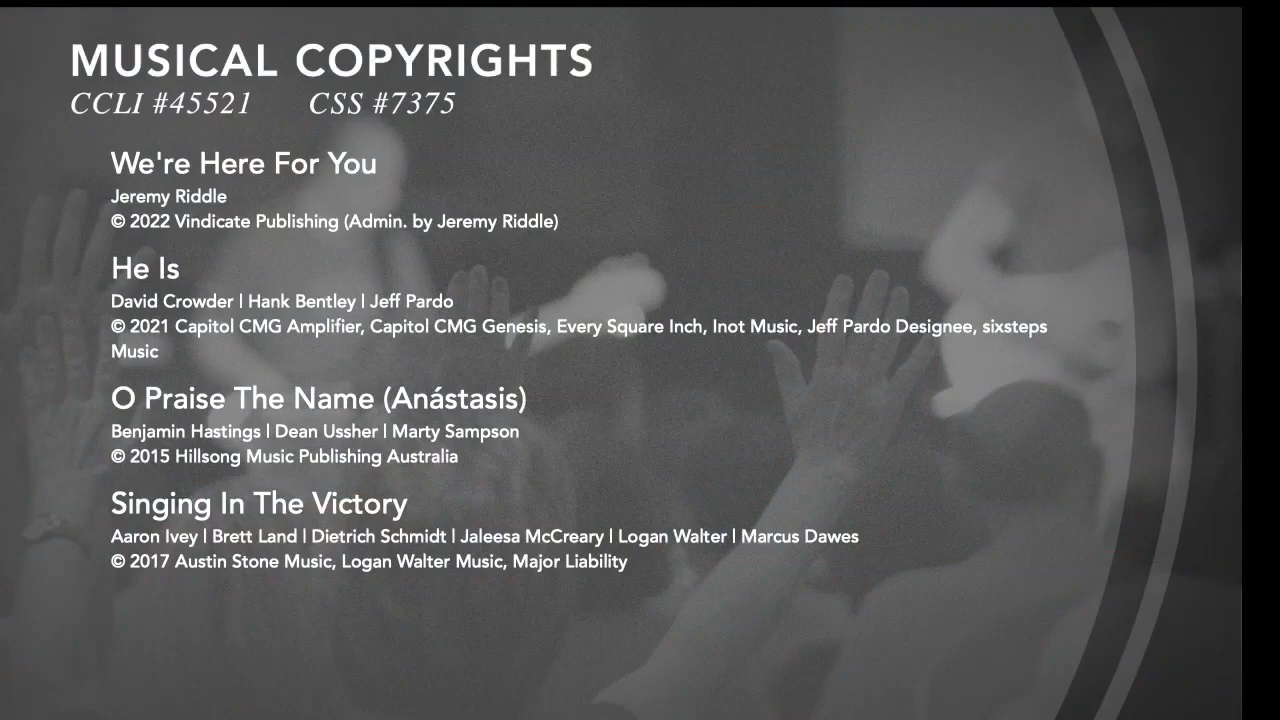 MUSICAL COPYRIGHTS
CCLI #45521 CSS #7375
We're Here For You
Jeremy Riddle
© 2022 Vindicate Publishing (Admin. by Jeremy Riddle)
He Is
David Crowder | Hank Bentley | Jeff Pardo
© 2021 Capitol CMG Amplifier, Capitol CMG Genesis, Every Square Inch, Inot Music, Jeff Pardo Designee, sixsteps
Music
O Praise The Name (Anástasis)
Benjamin Hastings | Dean Ussher | Marty Sampson
© 2015 Hillsong Music Publishing Australia
Singing In The Victory
Aaron Ivey | Brett Land | Dietrich Schmidt | Jaleesa McCreary | Logan Walter | Marcus Dawes
© 2017 Austin Stone Music, Logan Walter Music, Major Liability